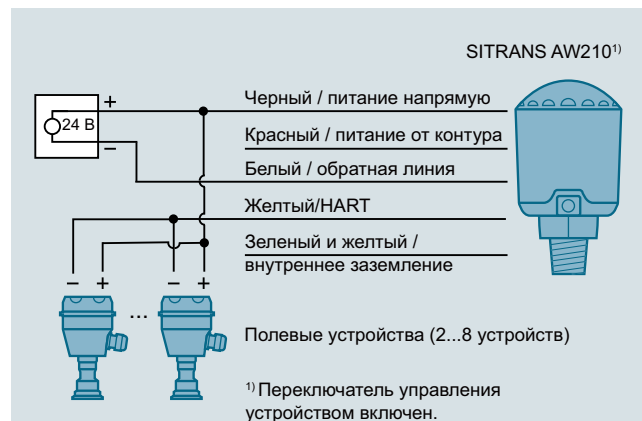 SITRANS AW210¹⁾
+
24 В
–
Черный / питание напрямую
Красный / питание от контура
Белый / обратная линия
Желтый/HART
Зеленый и желтый /
внутреннее заземление
– + ... – +
Полевые устройства (2...8 устройств)
¹⁾ Переключатель управления
устройством включен.